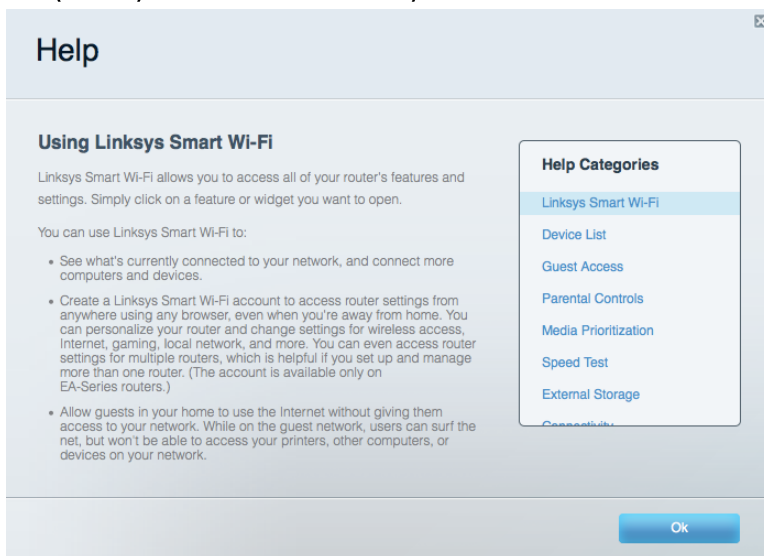 Help
Using Linksys Smart Wi-Fi
Linksys Smart Wi-Fi allows you to access all of your router's features and
settings. Simply click on a feature or widget you want to open.
You can use Linksys Smart Wi-Fi to:
• See what's currently connected to your network, and connect more
computers and devices.
• Create a Linksys Smart Wi-Fi account to access router settings from
anywhere using any browser, even when you're away from home. You
can personalize your router and change settings for wireless access,
Internet, gaming, local network, and more. You can even access router
settings for multiple routers, which is helpful if you set up and manage
more than one router. (The account is available only on
EA-Series routers.)
• Allow guests in your home to use the Internet without giving them
access to your network. While on the guest network, users can surf the
net, but won't be able to access your printers, other computers, or
devices on your network.
Help Categories
Linksys Smart Wi-Fi
Device List
Guest Access
Parental Controls
Media Prioritization
Speed Test
External Storage
Connectivity
Ok